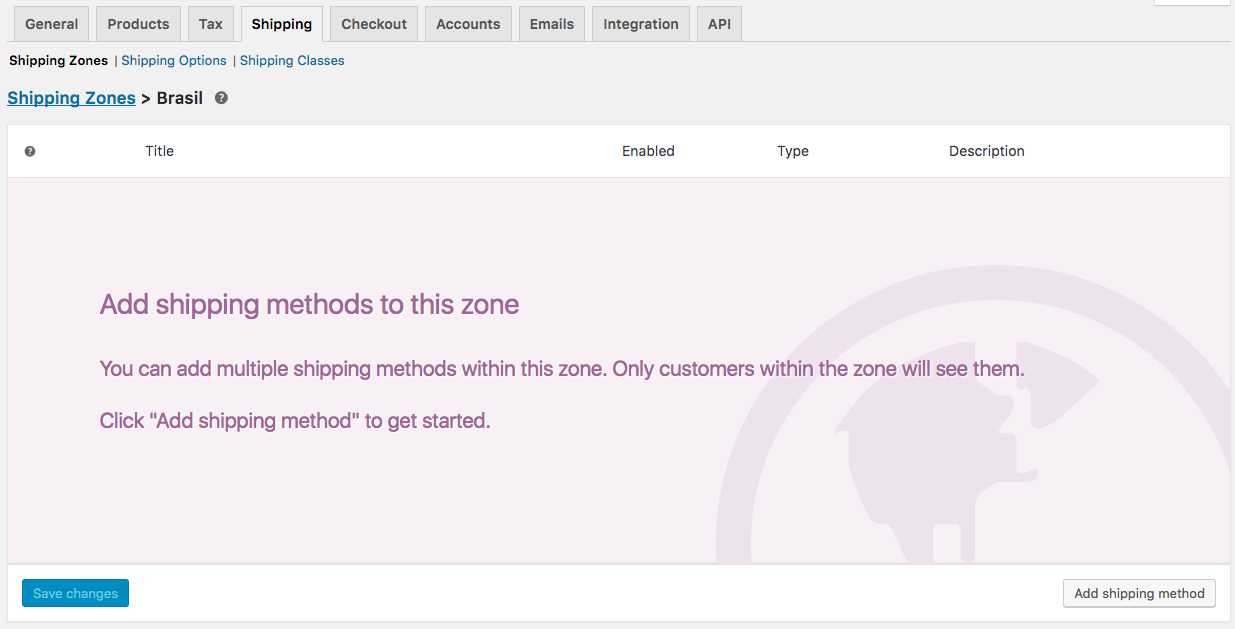 General Products Tax Shipping Checkout Accounts Emails Integration API
Shipping Zones | Shipping Options | Shipping Classes
Shipping Zones > Brasil ?
? Title Enabled Type Description
Add shipping methods to this zone
You can add multiple shipping methods within this zone. Only customers within the zone will see them.
Click "Add shipping method" to get started.
Save changes Add shipping method